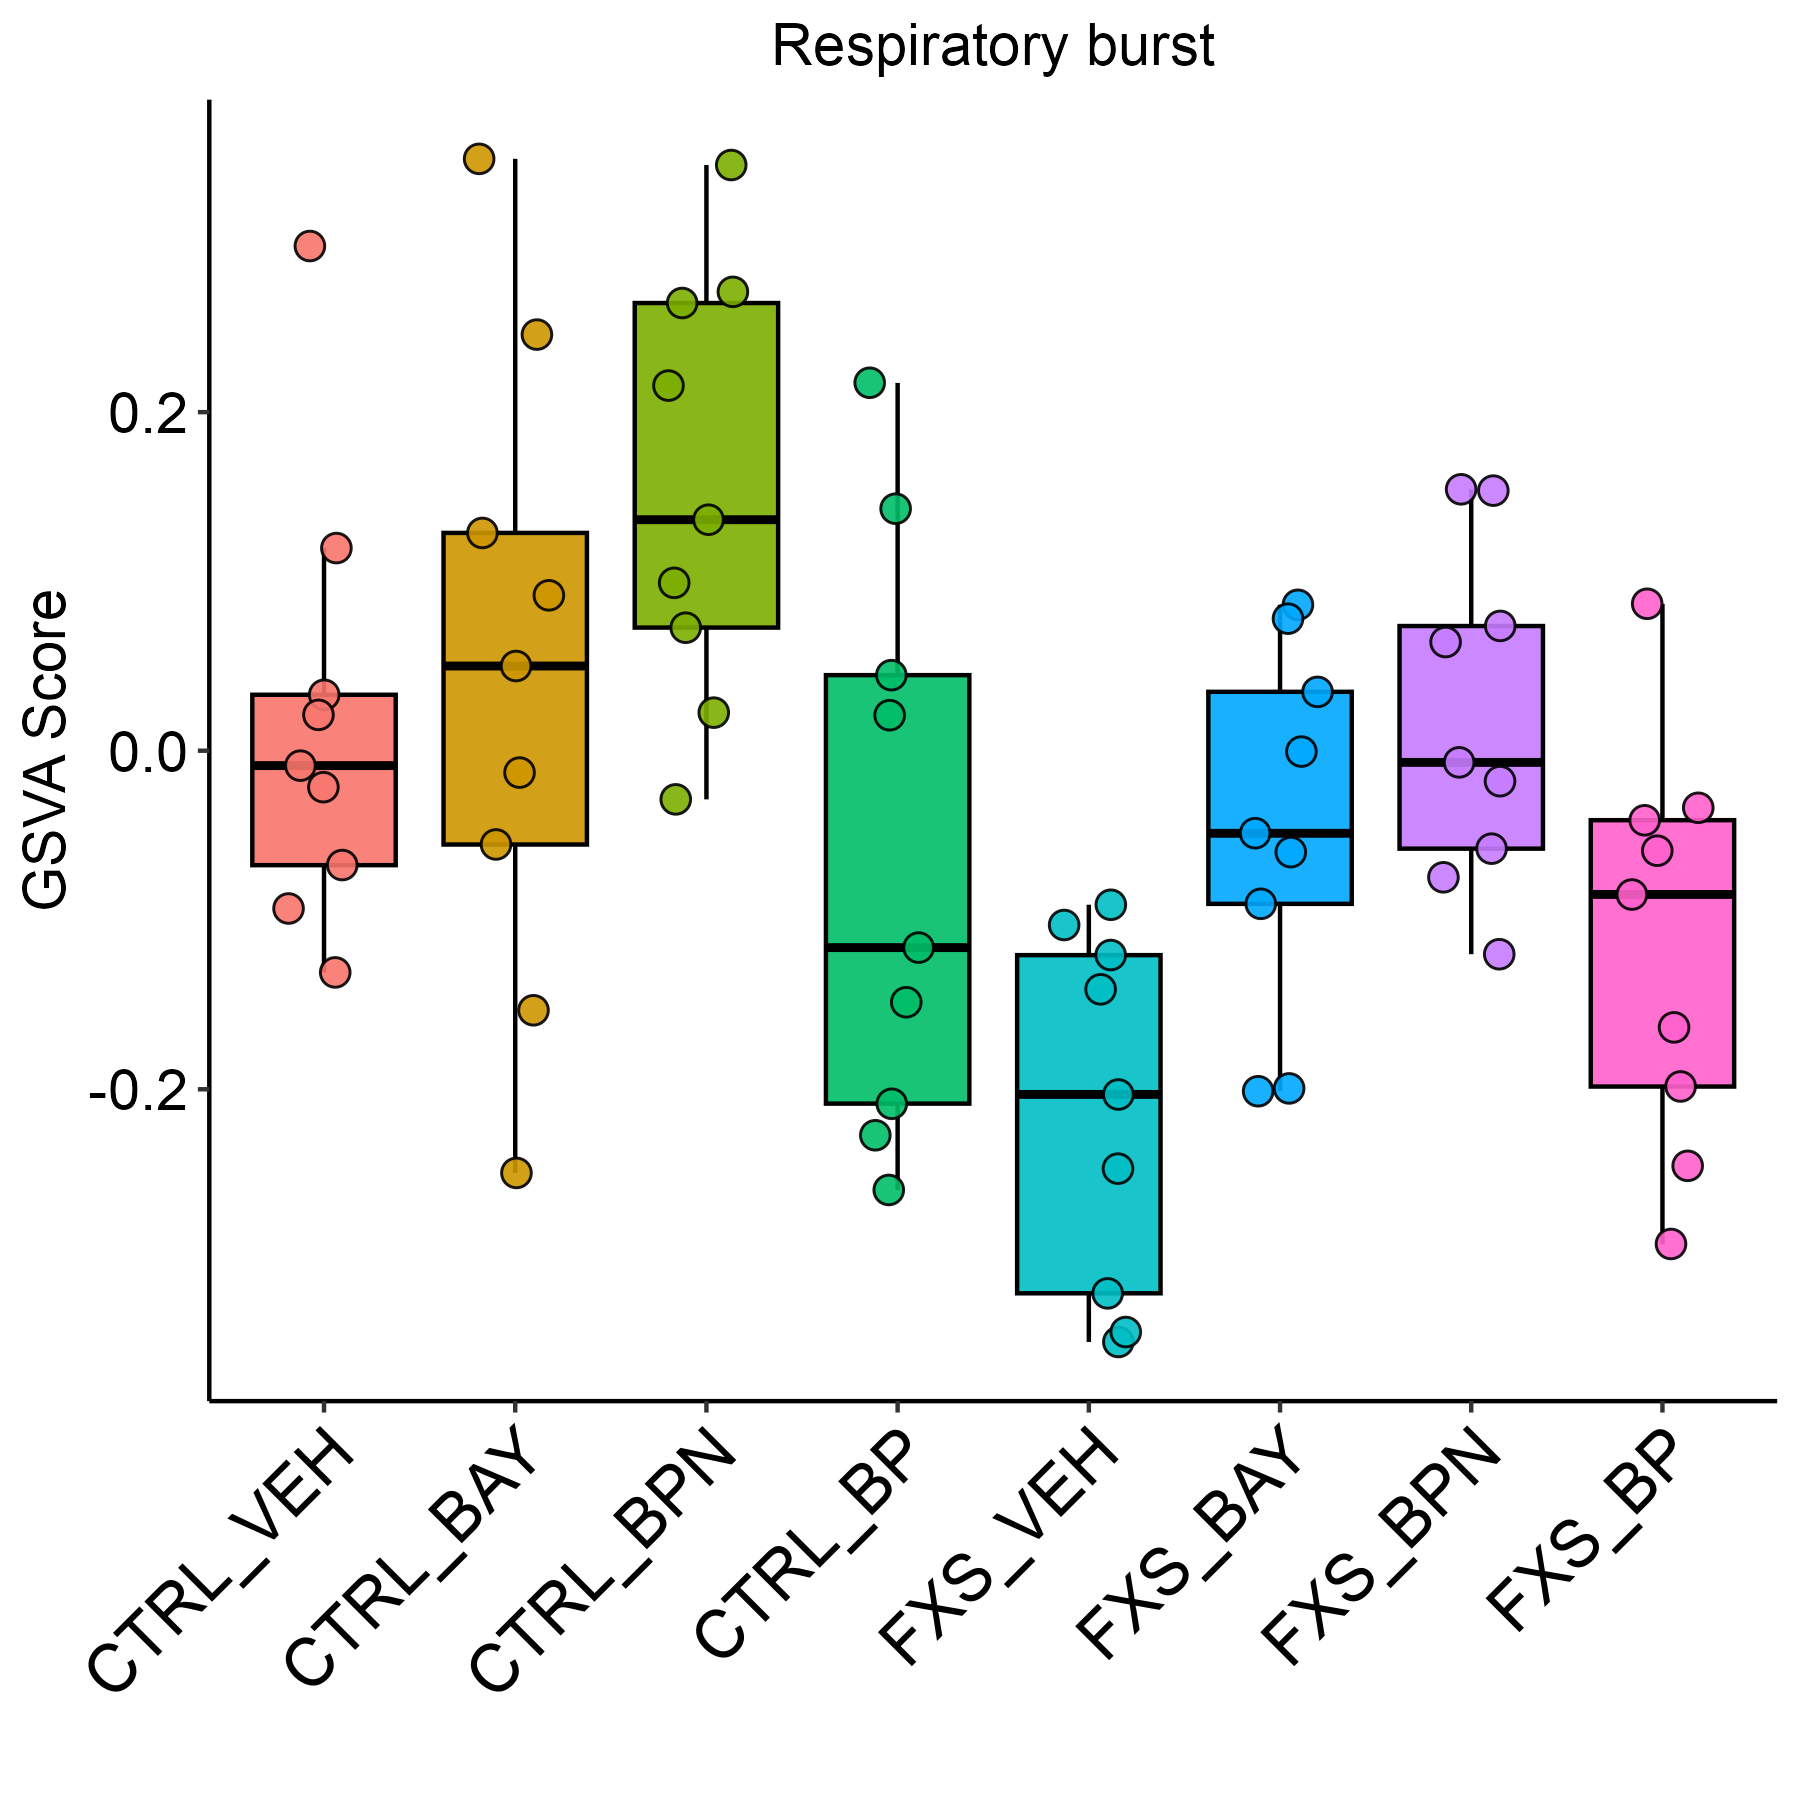 Respiratory burst
GSVA Score
0.2
0.0
-0.2
CTRL_VEH
CTRL_BAY
CTRL_BPN
CTRL_BP
FXS_VEH
FXS_BAY
FXS_BPN
FXS_BP